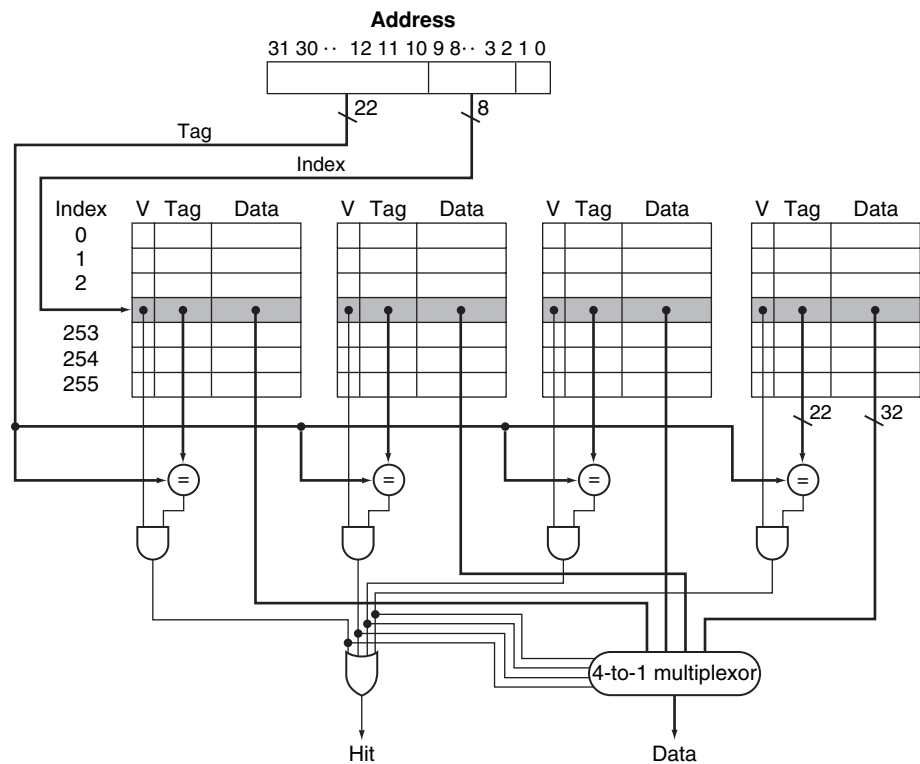 Address
31 30 ·· 12 11 10 9 8 ·· 3 2 1 0
22
8
Tag
Index
Index V Tag Data V Tag Data V Tag Data V Tag Data
0
1
2
253
254
255
22
32
= = = =
4-to-1 multiplexor
Hit
Data